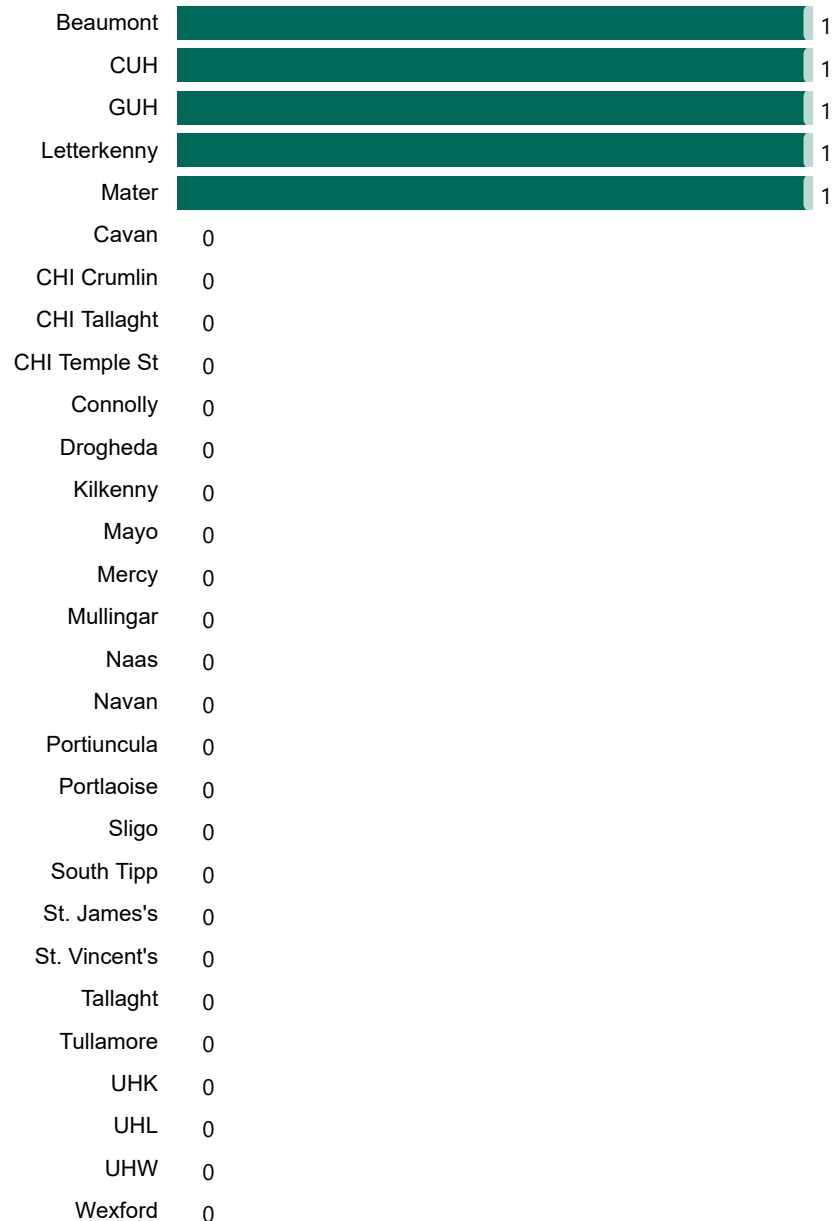 Beaumont 1
CUH 1
GUH 1
Letterkenny 1
Mater 1
Cavan 0
CHI Crumlin 0
CHI Tallaght 0
CHI Temple St 0
Connolly 0
Drogheda 0
Kilkenny 0
Mayo 0
Mercy 0
Mullingar 0
Naas 0
Navan 0
Portiuncula 0
Portlaoise 0
Sligo 0
South Tipp 0
St. James's 0
St. Vincent's 0
Tallaght 0
Tullamore 0
UHK 0
UHL 0
UHW 0
Wexford 0